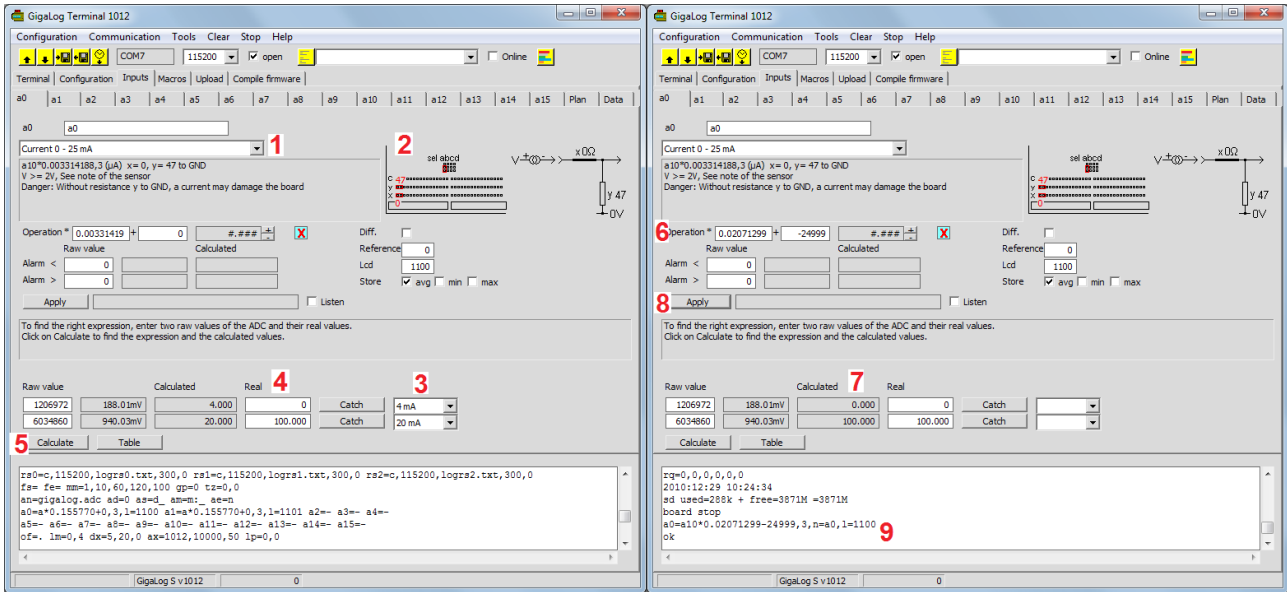 GigaLog Terminal 1012
Configuration Communication Tools Clear Stop Help
COM7 115200 open Online
Terminal Configuration Inputs Macros Upload Compile firmware
a0 a1 a2 a3 a4 a5 a6 a7 a8 a9 a10 a11 a12 a13 a14 a15 Plan Data
a0 a0
Current 0 - 25 mA 1 2
a10*0.003314188,3 (µA) x= 0, y= 47 to GND
V >= 2V, See note of the sensor
Danger: Without resistance y to GND, a current may damage the board
sel abcd
c 47
y
x
0
V + - x 0Ω
y 47
0V
Operation * 0.00331419 + 0 #.### ± X Diff.
Raw value Calculated Reference 0
Alarm < 0 Lcd 1100
Alarm > 0 Store avg min max
Apply Listen
To find the right expression, enter two raw values of the ADC and their real values.
Click on Calculate to find the expression and the calculated values.
Raw value Calculated Real 4 3
1206972 188.01mV 4.000 0 Catch 4 mA
6034860 940.03mV 20.000 100.000 Catch 20 mA
5 Calculate Table
rs0=c,115200,logrs0.txt,300,0 rs1=c,115200,logrs1.txt,300,0 rs2=c,115200,logrs2.txt,300,0
fs= fe= mm=1,10,60,120,100 gp=0 tz=0,0
an=gigalog.adc ad=0 as=d_ am=m:_ ae=n
a0=a*0.155770+0,3,l=1100 a1=a*0.155770+0,3,l=1101 a2=- a3=- a4=-
a5=- a6=- a7=- a8=- a9=- a10=- a11=- a12=- a13=- a14=- a15=-
of=. lm=0,4 dx=5,20,0 ax=1012,10000,50 lp=0,0
GigaLog S v1012 0
GigaLog Terminal 1012
Configuration Communication Tools Clear Stop Help
COM7 115200 open Online
Terminal Configuration Inputs Macros Upload Compile firmware
a0 a1 a2 a3 a4 a5 a6 a7 a8 a9 a10 a11 a12 a13 a14 a15 Plan Data
a0 a0
Current 0 - 25 mA
a10*0.003314188,3 (µA) x= 0, y= 47 to GND
V >= 2V, See note of the sensor
Danger: Without resistance y to GND, a current may damage the board
sel abcd
c 47
y
x
0
V + - x 0Ω
y 47
0V
6 Operation * 0.02071299 + -24999 #.### ± X Diff.
Raw value Calculated Reference 0
Alarm < 0 Lcd 1100
Alarm > 0 Store avg min max
8 Apply Listen
To find the right expression, enter two raw values of the ADC and their real values.
Click on Calculate to find the expression and the calculated values.
Raw value Calculated 7 Real
1206972 188.01mV 0.000 0 Catch
6034860 940.03mV 100.000 100.000 Catch
Calculate Table
rq=0,0,0,0,0,0
2010:12:29 10:24:34
sd used=288k + free=3871M =3871M
board stop
a0=a10*0.02071299-24999,3,n=a0,l=1100
ok 9
GigaLog S v1012 0